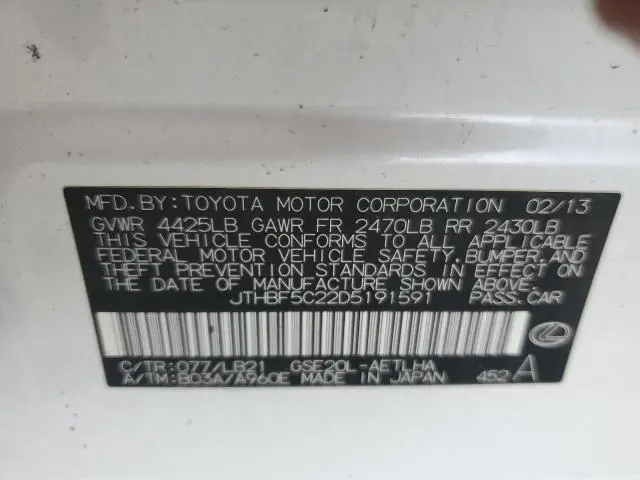 MFD.BY:TOYOTA MOTOR CORPORATION 02/13
GVWR 4425LB GAWR FR 2470LB RR 2430LB
THIS VEHICLE CONFORMS TO ALL APPLICABLE
FEDERAL MOTOR VEHICLE SAFETY,BUMPER,AND
THEFT PREVENTION STANDARDS IN EFFECT
ON THE DATE OF MANUFACTURE SHOWN ABOVE.
JTHBF5C22D5191591 PASS.CAR
C/TR:077/LB21 GSE20L-AETLHA
A/TM:B03A/A960E MADE IN JAPAN 452 A